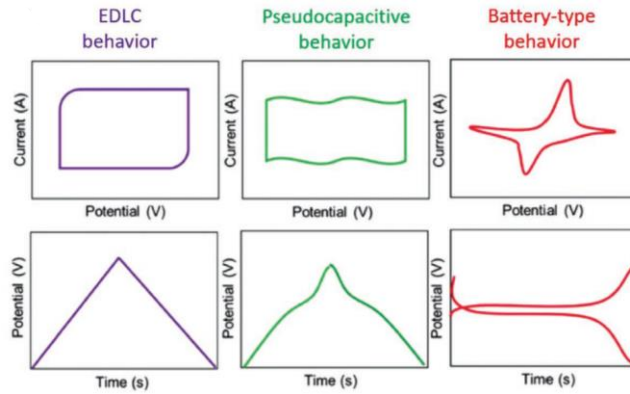 EDLC
behavior
Pseudocapacitive
behavior
Battery-type
behavior
Current (A)
Potential (V)
Current (A)
Potential (V)
Current (A)
Potential (V)
Potential (V)
Time (s)
Potential (V)
Time (s)
Potential (V)
Time (s)